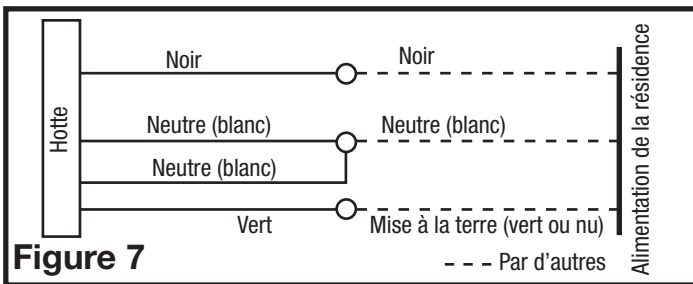 Noir
Noir
Neutre (blanc)
Neutre (blanc)
Hotte
Neutre (blanc)
Vert
Mise à la terre (vert ou nu)
Alimentation de la résidence
Figure 7
- - - Par d’autres